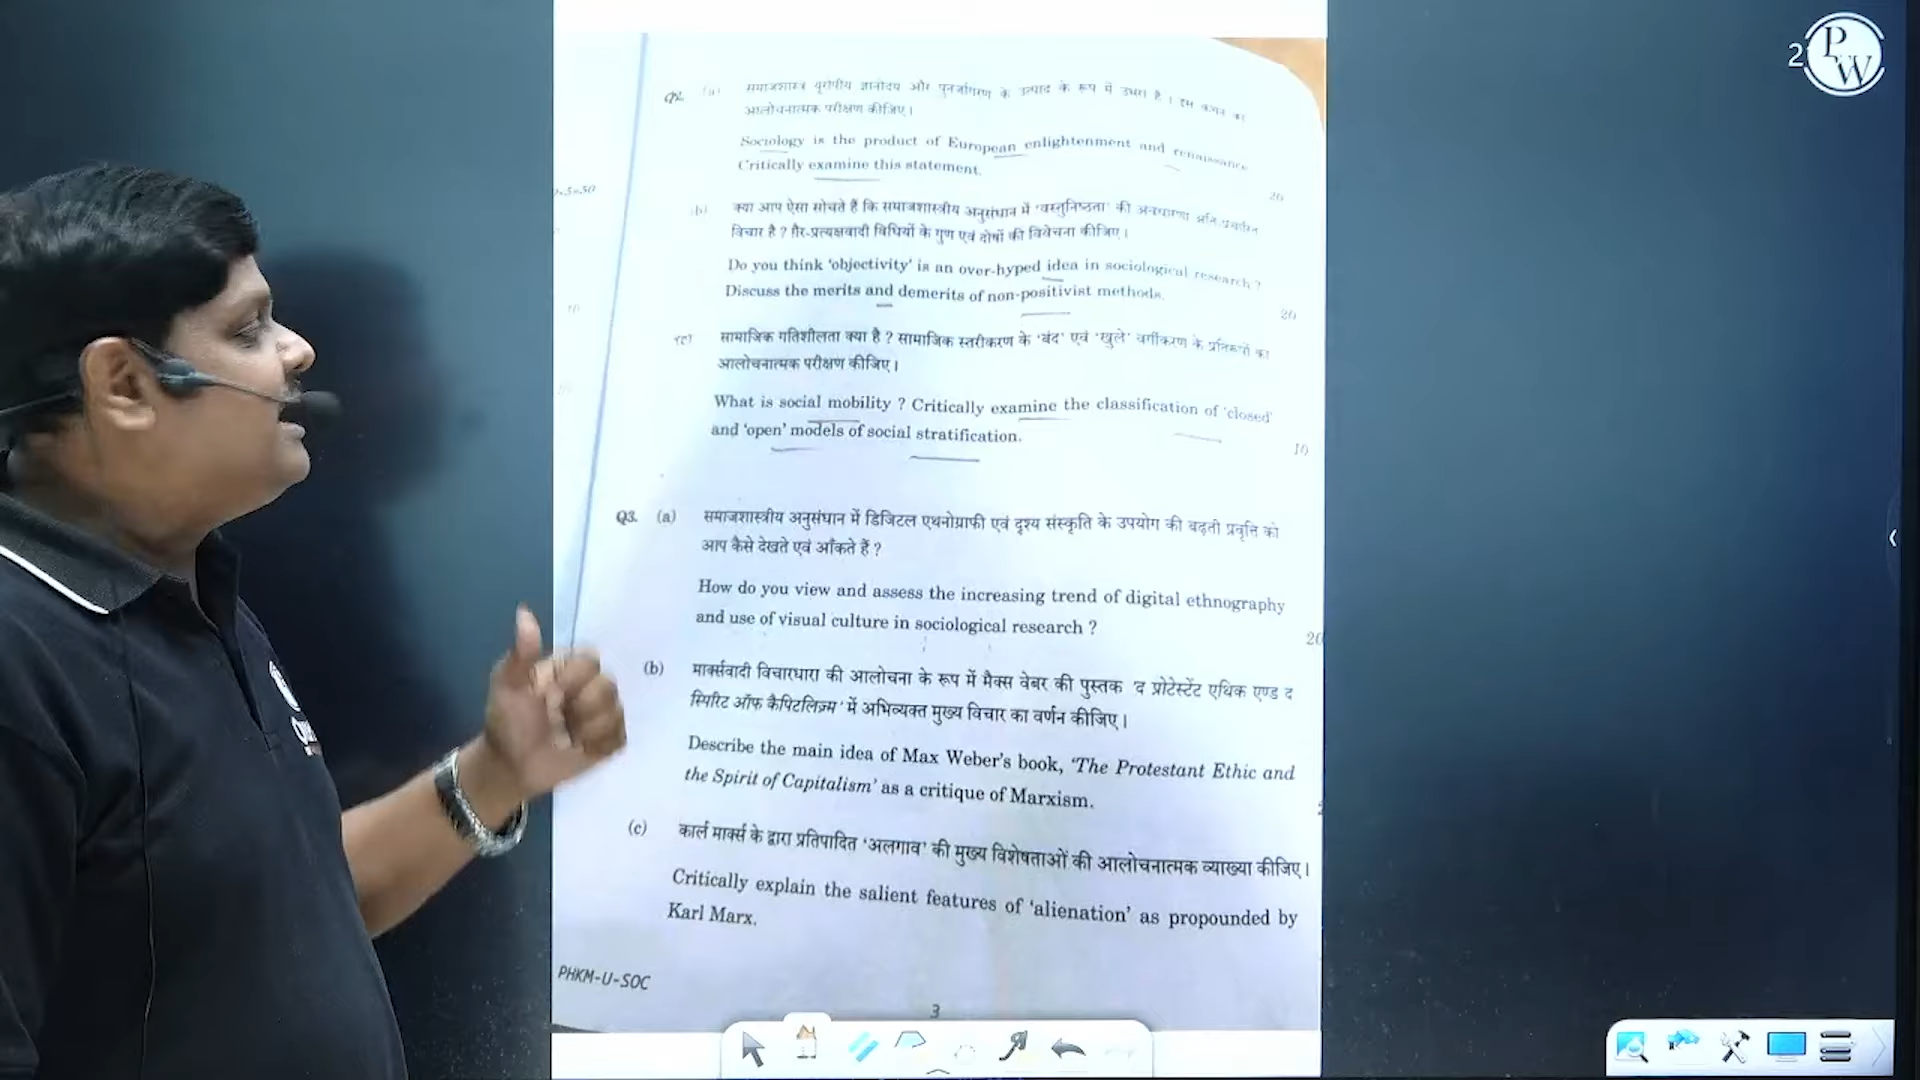 PW
2
Q2. (a) समाजशास्त्र यूरोपीय ज्ञानोदय और पुनर्जागरण के उत्पाद के रूप में उभरा है । इस कथन का
आलोचनात्मक परीक्षण कीजिए ।
Sociology is the product of European enlightenment and renaissance.
Critically examine this statement.
20
(b) क्या आप ऐसा सोचते हैं कि समाजशास्त्रीय अनुसंधान में 'वस्तुनिष्ठता' की अवधारणा
विचार है ? ग़ैर-प्रत्यक्षवादी विधियों के गुण एवं दोषों की विवेचना कीजिए ।
Do you think 'objectivity' is an over-hyped idea in sociological research ?
Discuss the merits and demerits of non-positivist methods.
20
(c) सामाजिक गतिशीलता क्या है ? सामाजिक स्तरीकरण के 'बंद' एवं 'खुले' वर्गीकरण के प्रतिरूपों का
आलोचनात्मक परीक्षण कीजिए ।
What is social mobility ? Critically examine the classification of 'closed'
and 'open' models of social stratification.
10
Q3. (a) समाजशास्त्रीय अनुसंधान में डिजिटल एथनोग्राफी एवं दृश्य संस्कृति के उपयोग की बढ़ती प्रवृत्ति को
आप कैसे देखते एवं आँकते हैं ?
How do you view and assess the increasing trend of digital ethnography
and use of visual culture in sociological research ?
20
(b) मार्क्सवादी विचारधारा की आलोचना के रूप में मैक्स वेबर की पुस्तक 'द प्रोटेस्टेंट एथिक एण्ड द
स्पिरिट ऑफ कैपिटलिज़्म' में अभिव्यक्त मुख्य विचार का वर्णन कीजिए ।
Describe the main idea of Max Weber's book, 'The Protestant Ethic and
the Spirit of Capitalism' as a critique of Marxism.
(c) कार्ल मार्क्स के द्वारा प्रतिपादित 'अलगाव' की मुख्य विशेषताओं की आलोचनात्मक व्याख्या कीजिए ।
Critically explain the salient features of 'alienation' as propounded by
Karl Marx.
PHKM-U-SOC
3